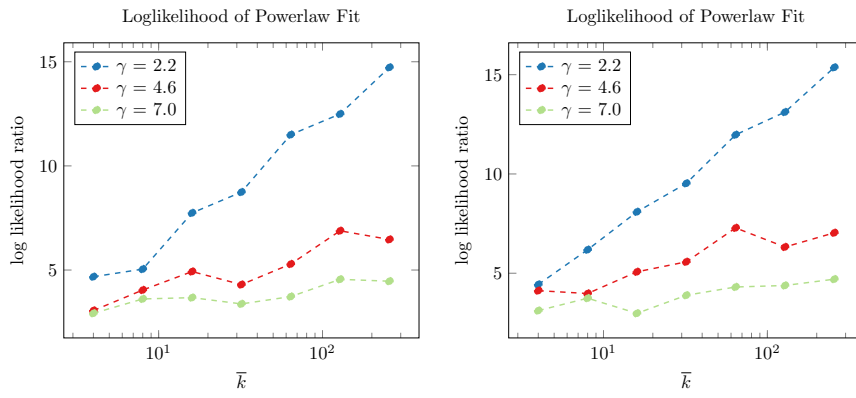 Loglikelihood of Powerlaw Fit
log likelihood ratio
15
10
5
γ = 2.2
γ = 4.6
γ = 7.0
10¹
10²
k̅
Loglikelihood of Powerlaw Fit
log likelihood ratio
15
10
5
γ = 2.2
γ = 4.6
γ = 7.0
10¹
10²
k̅